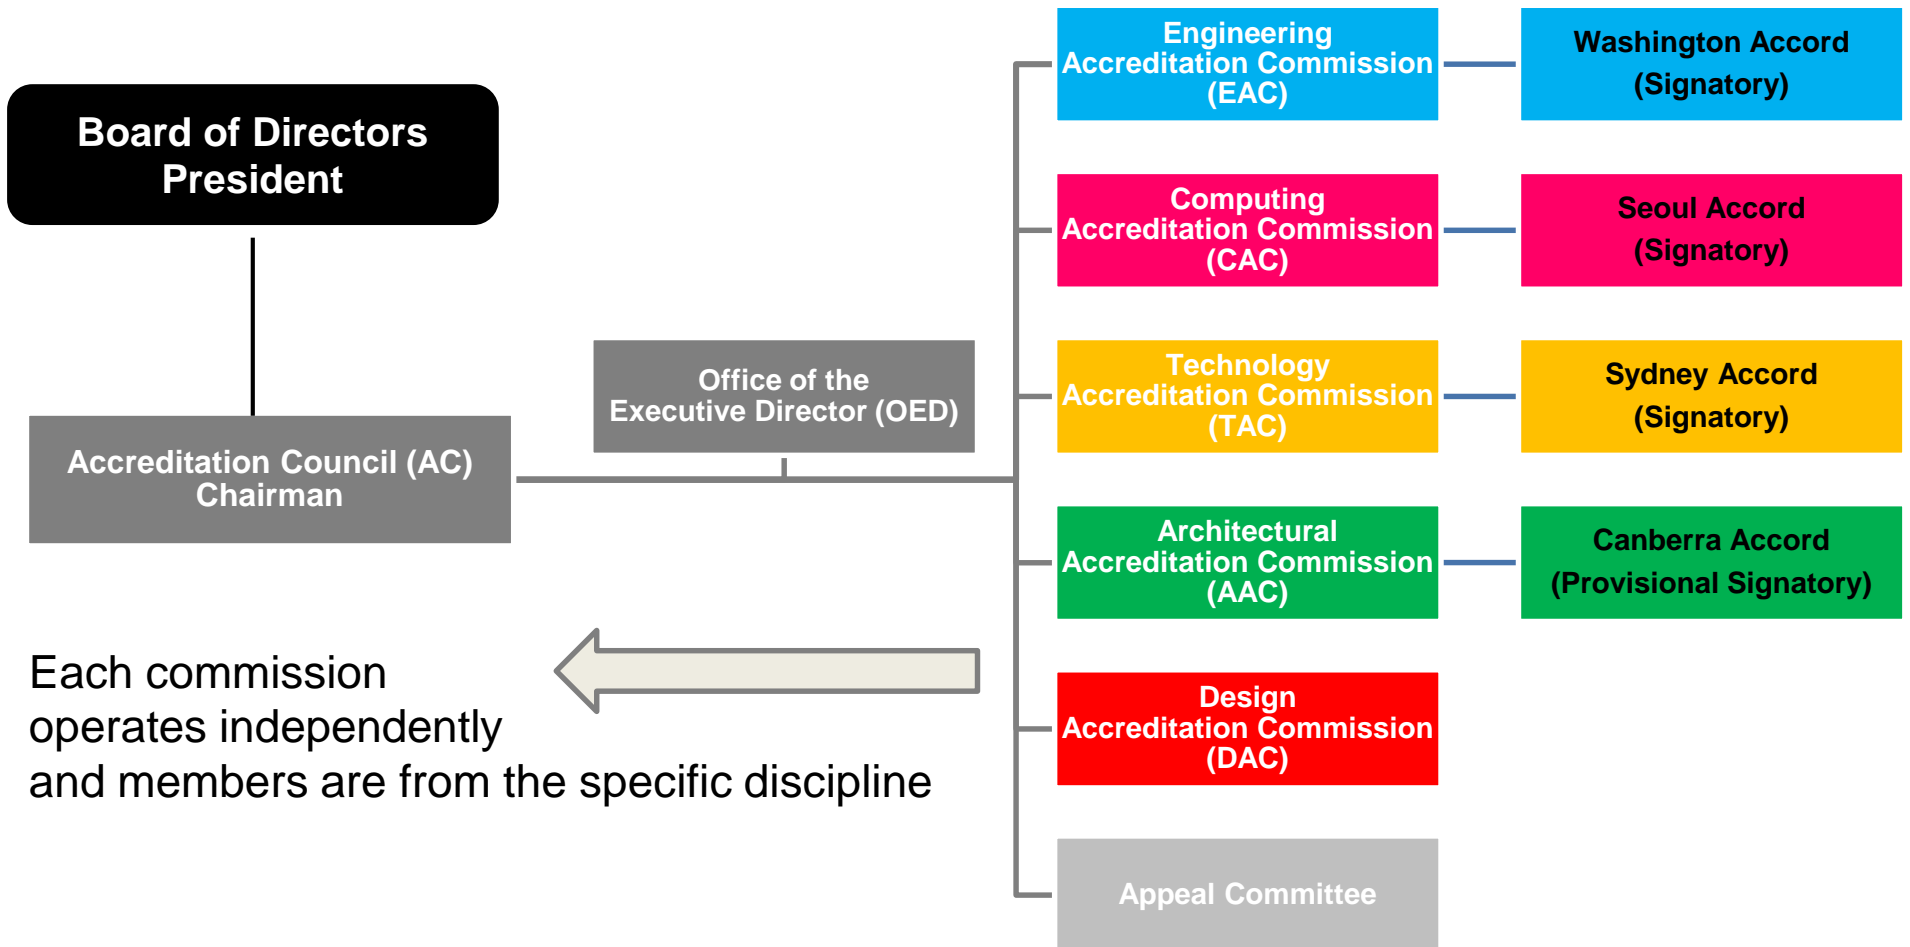 Board of Directors
President
Accreditation Council (AC)
Chairman
Office of the
Executive Director (OED)
Engineering
Accreditation Commission
(EAC)
Washington Accord
(Signatory)
Computing
Accreditation Commission
(CAC)
Seoul Accord
(Signatory)
Technology
Accreditation Commission
(TAC)
Sydney Accord
(Signatory)
Architectural
Accreditation Commission
(AAC)
Canberra Accord
(Provisional Signatory)
Design
Accreditation Commission
(DAC)
Appeal Committee
Each commission
operates independently
and members are from the specific discipline